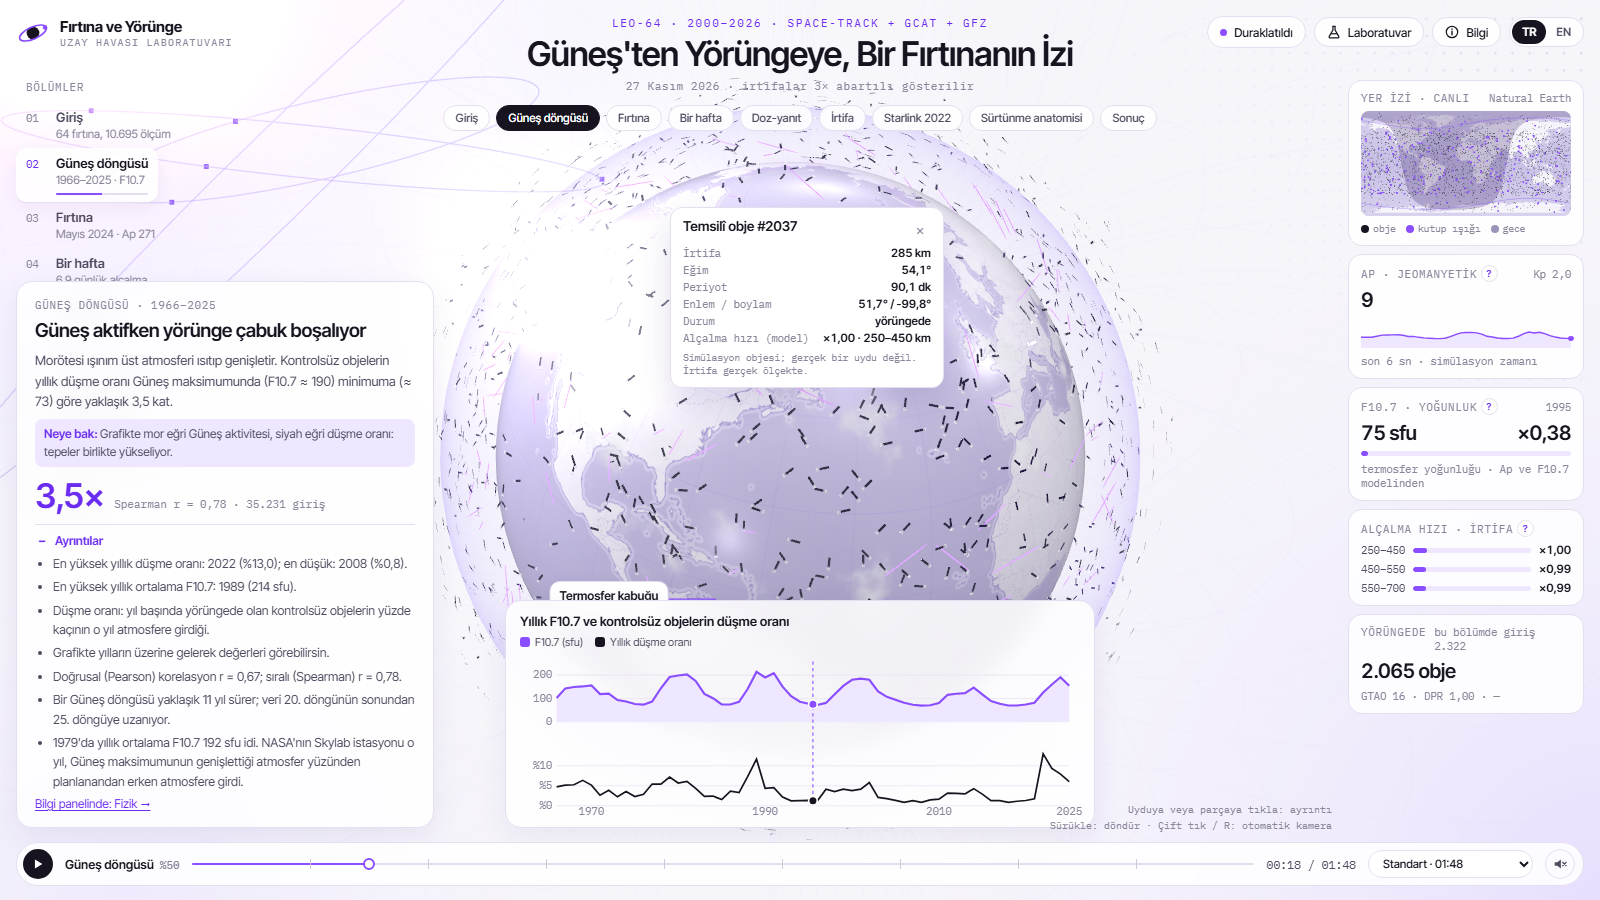 Fırtına ve Yörünge
UZAY HAVASI LABORATUVARI
LEO-64 · 2000–2026 · SPACE-TRACK + GCAT + GFZ
Güneş'ten Yörüngeye, Bir Fırtınanın İzi
27 Kasım 2026 · irtifalar 3× abartılı gösterilir
Duraklatıldı
Laboratuvar
Bilgi
TR EN
Giriş
Güneş döngüsü
Fırtına
Bir hafta
Doz-yanıt
İrtifa
Starlink 2022
Sürtünme anatomisi
Sonuç
BÖLÜMLER
01 Giriş
64 fırtına, 10.695 ölçüm
02 Güneş döngüsü
1966–2025 · F10.7
03 Fırtına
Mayıs 2024 · Ap 271
04 Bir hafta
6,9 günlük alçalma
GÜNEŞ DÖNGÜSÜ · 1966–2025
Güneş aktifken yörünge çabuk boşalıyor
Morötesi ışınım üst atmosferi ısıtıp genişletir. Kontrolsüz objelerin
yıllık düşme oranı Güneş maksimumunda (F10.7 ≈ 190) minimuma (≈
73) göre yaklaşık 3,5 kat.
Neye bak: Grafikte mor eğri Güneş aktivitesi, siyah eğri düşme oranı:
tepeler birlikte yükseliyor.
3,5× Spearman r = 0,78 · 35.231 giriş
– Ayrıntılar
• En yüksek yıllık düşme oranı: 2022 (%13,0); en düşük: 2008 (%0,8).
• En yüksek yıllık ortalama F10.7: 1989 (214 sfu).
• Düşme oranı: yıl başında yörüngede olan kontrolsüz objelerin yüzde
kaçının o yıl atmosfere girdiği.
• Grafikte yılların üzerine gelerek değerleri görebilirsin.
• Doğrusal (Pearson) korelasyon r = 0,67; sıralı (Spearman) r = 0,78.
• Bir Güneş döngüsü yaklaşık 11 yıl sürer; veri 20. döngünün sonundan
25. döngüye uzanıyor.
• 1979'da yıllık ortalama F10.7 192 sfu idi. NASA'nın Skylab istasyonu o
yıl, Güneş maksimumunun genişlettiği atmosfer yüzünden
planlanandan erken atmosfere girdi.
Bilgi panelinde: Fizik →
Temsilî obje #2037 ×
İrtifa 285 km
Eğim 54,1°
Periyot 90,1 dk
Enlem / boylam 51,7° / -99,8°
Durum yörüngede
Alçalma hızı (model) ×1,00 · 250–450 km
Simülasyon objesi; gerçek bir uydu değil.
İrtifa gerçek ölçekte.
Termosfer kabuğu
Yıllık F10.7 ve kontrolsüz objelerin düşme oranı
F10.7 (sfu) Yıllık düşme oranı
200
100
0
%10
%5
%0
1970 1990 2010 2025
YER İZİ · CANLI Natural Earth
obje kutup ışığı gece
AP · JEOMANYETİK ? Kp 2,0
9
son 6 sn · simülasyon zamanı
F10.7 · YOĞUNLUK ? 1995
75 sfu ×0,38
termosfer yoğunluğu · Ap ve F10.7
modelinden
ALÇALMA HIZI · İRTİFA ?
250–450 ×1,00
450–550 ×0,99
550–700 ×0,99
YÖRÜNGEDE bu bölümde giriş
2.322
2.065 obje
GTAO 16 · DPR 1,00 · —
Uyduya veya parçaya tıkla: ayrıntı
Sürükle: döndür · Çift tık / R: otomatik kamera
Güneş döngüsü %50
00:18 / 01:48
Standart · 01:48